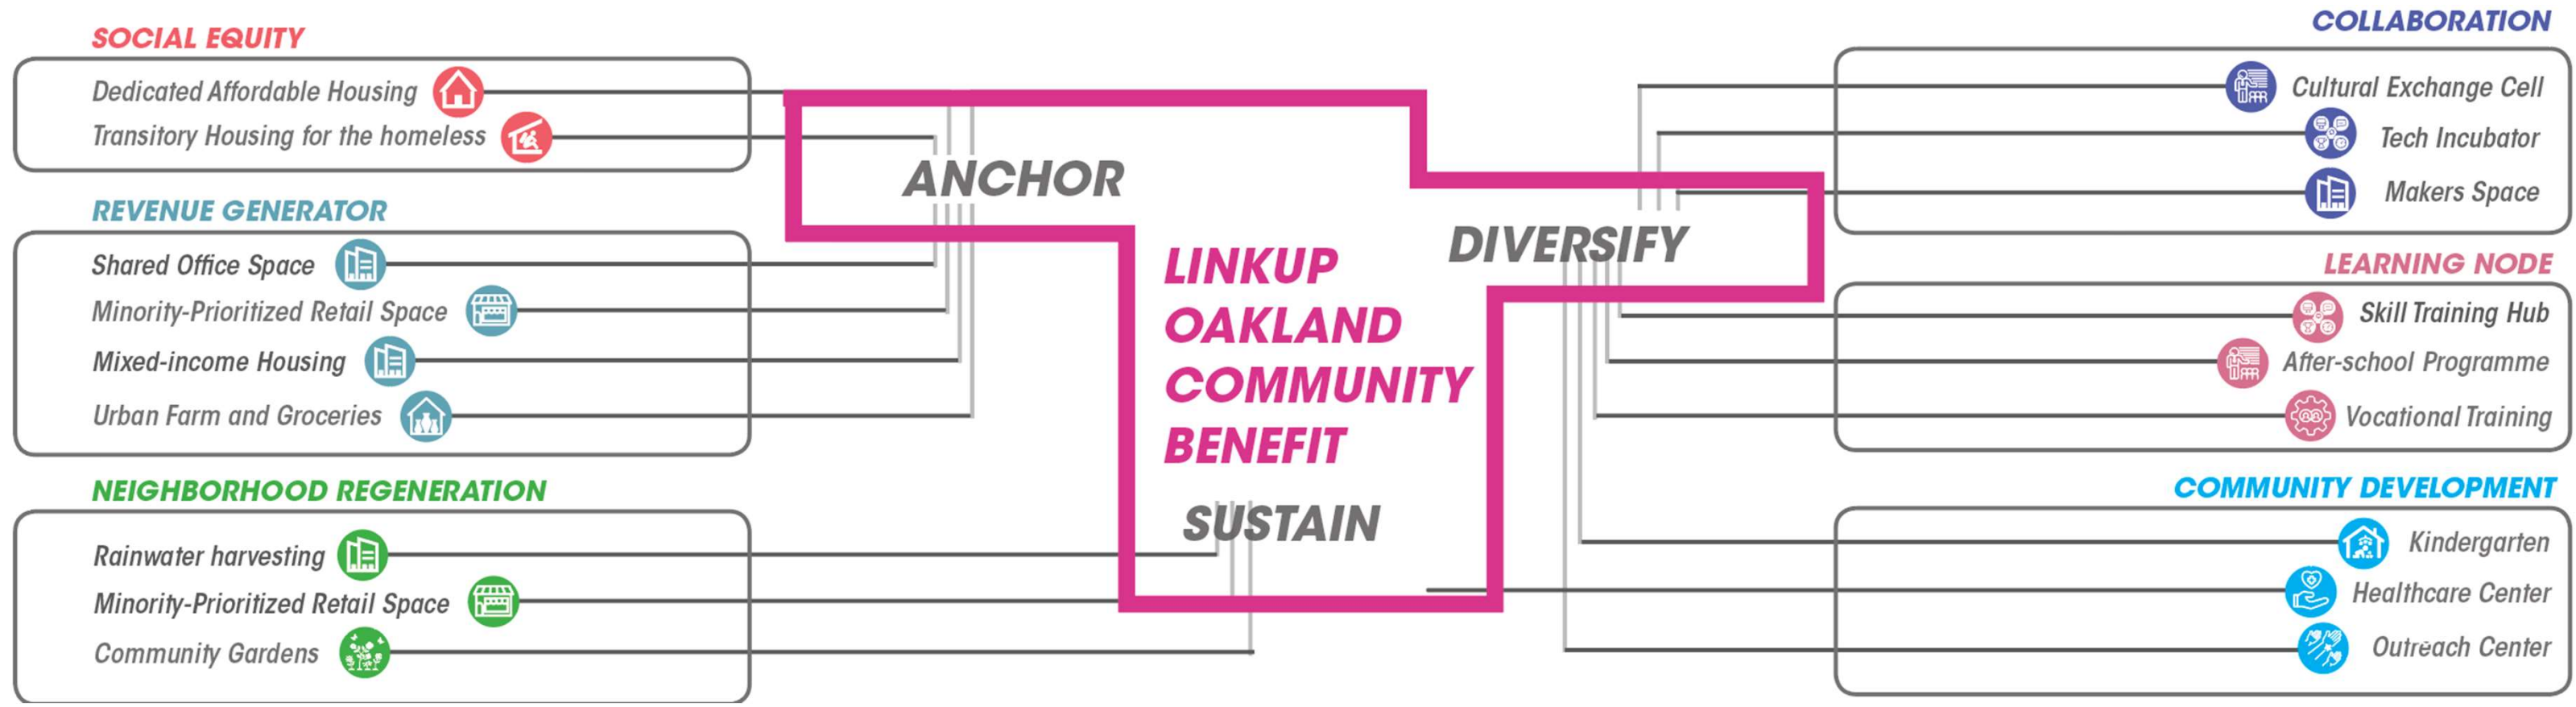 SOCIAL EQUITY
Dedicated Affordable Housing
Transitory Housing for the homeless
REVENUE GENERATOR
Shared Office Space
Minority-Prioritized Retail Space
Mixed-income Housing
Urban Farm and Groceries
NEIGHBORHOOD REGENERATION
Rainwater harvesting
Minority-Prioritized Retail Space
Community Gardens
ANCHOR
LINKUP
OAKLAND
COMMUNITY
BENEFIT
SUSTAIN
DIVERSIFY
COLLABORATION
Cultural Exchange Cell
Tech Incubator
Makers Space
LEARNING NODE
Skill Training Hub
After-school Programme
Vocational Training
COMMUNITY DEVELOPMENT
Kindergarten
Healthcare Center
Outreach Center